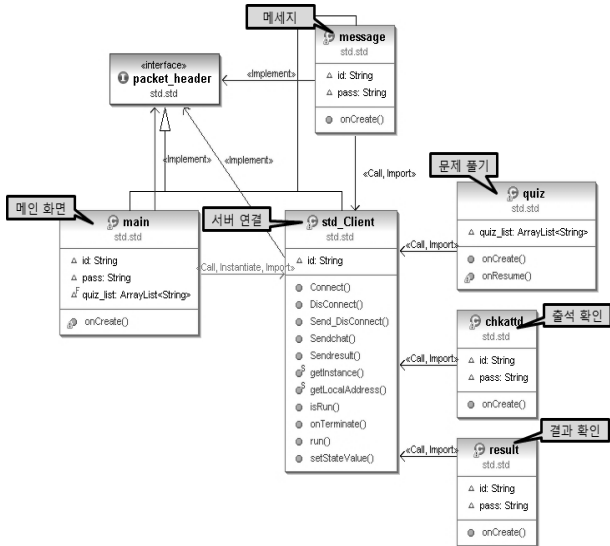 메세지
message
std.std
id: String
pass: String
onCreate()
«interface»
packet_header
std.std
«Implement»
«Implement»
«Implement»
«Call, Import»
메인 화면
main
std.std
id: String
pass: String
quiz_list: ArrayList<String>
onCreate()
«Call, Instantiate, Import»
서버 연결
std_Client
std.std
id: String
Connect()
DisConnect()
Send_DisConnect()
Sendchat()
Sendresult()
getInstance()
getLocalAddress()
isRun()
onTerminate()
run()
setStateValue()
문제 풀기
quiz
std.std
quiz_list: ArrayList<String>
onCreate()
onResume()
«Call, Import»
출석 확인
chkattd
std.std
id: String
pass: String
onCreate()
«Call, Import»
결과 확인
result
std.std
id: String
pass: String
onCreate()
«Call, Import»